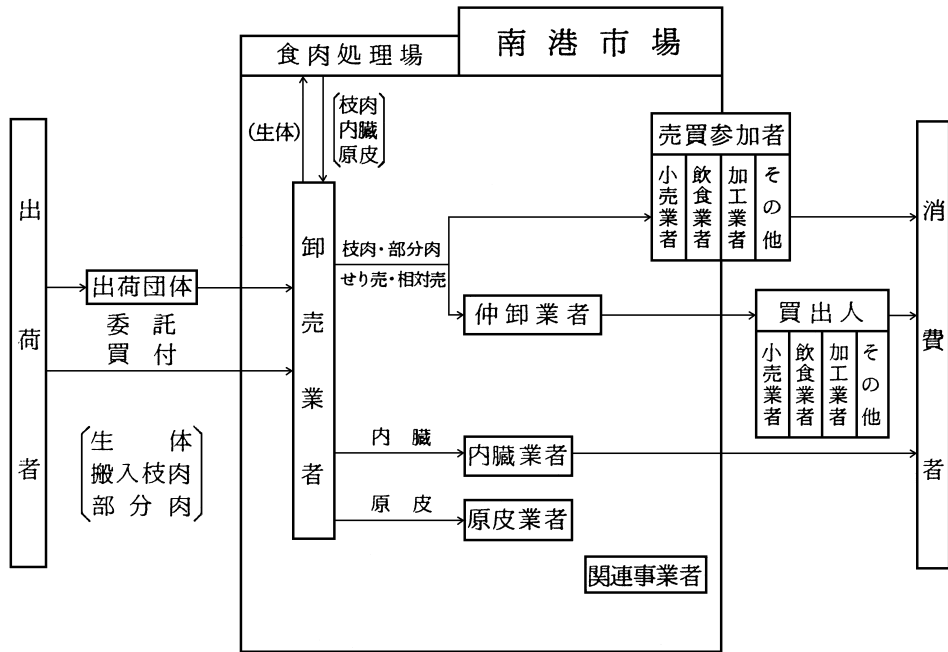 南港市場
食肉処理場
(生体)
枝肉
内臓
原皮
出荷者
出荷団体
委託
買付
生体
搬入枝肉
部分肉
卸売業者
枝肉・部分肉
せり売・相対売
売買参加者
小売業者
飲食業者
加工業者
その他
仲卸業者
買出人
小売業者
飲食業者
加工業者
その他
内臓
内臓業者
原皮
原皮業者
関連事業者
消費者